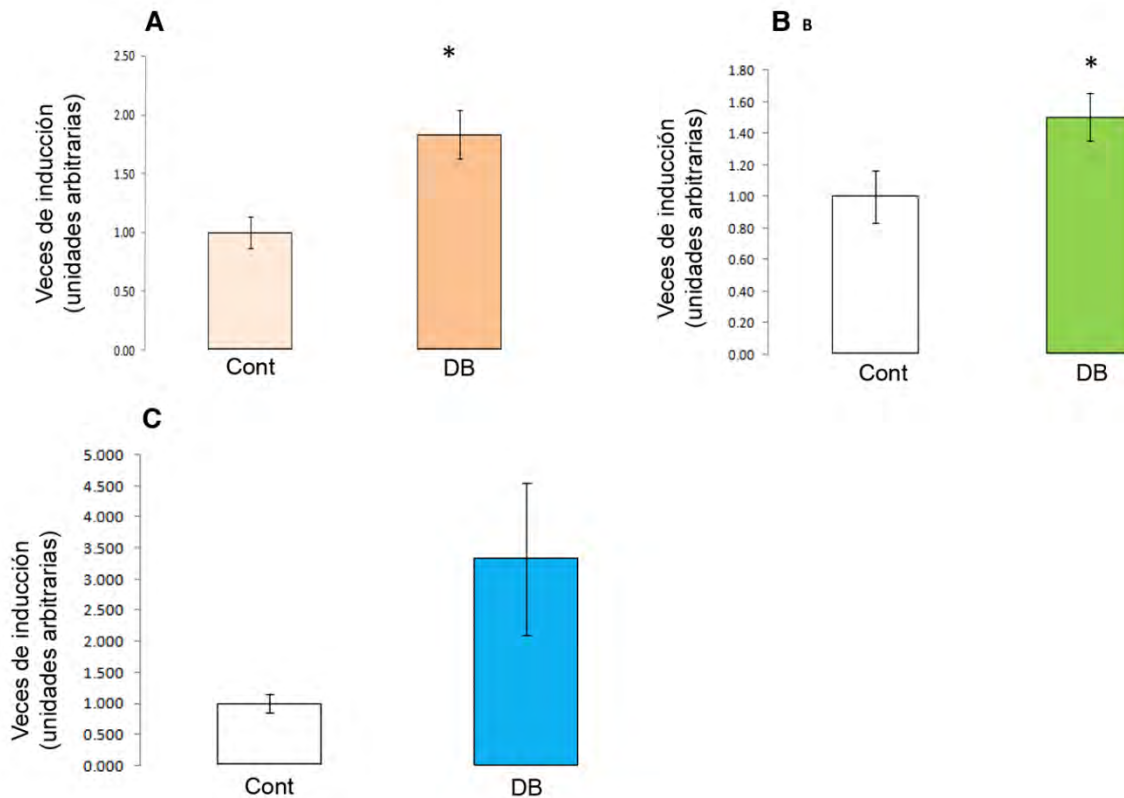 A
Veces de inducción
(unidades arbitrarias)
2.50
2.00
1.50
1.00
0.50
0.00
*
Cont
DB
B B
Veces de inducción
(unidades arbitrarias)
1.80
1.60
1.40
1.20
1.00
0.80
0.60
0.40
0.20
0.00
*
Cont
DB
C
Veces de inducción
(unidades arbitrarias)
5.000
4.500
4.000
3.500
3.000
2.500
2.000
1.500
1.000
0.500
0.000
Cont
DB